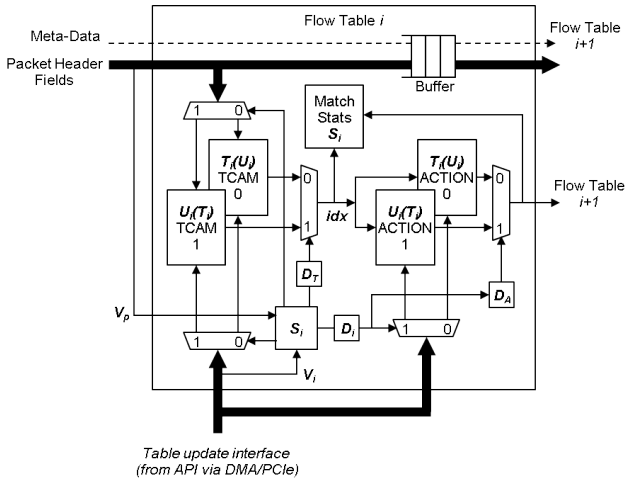 Flow Table i
Meta-Data
Flow Table
i+1
Packet Header
Fields
Buffer
1 0
Match
Stats
Si
Ti(Ui)
TCAM
0
Ui(Ti)
TCAM
1
0
1
idx
Ti(Ui)
ACTION
0
Ui(Ti)
ACTION
1
0
1
Flow Table
i+1
DT
DA
Vp
Si
Di
1 0
1 0
Vi
Table update interface
(from API via DMA/PCIe)